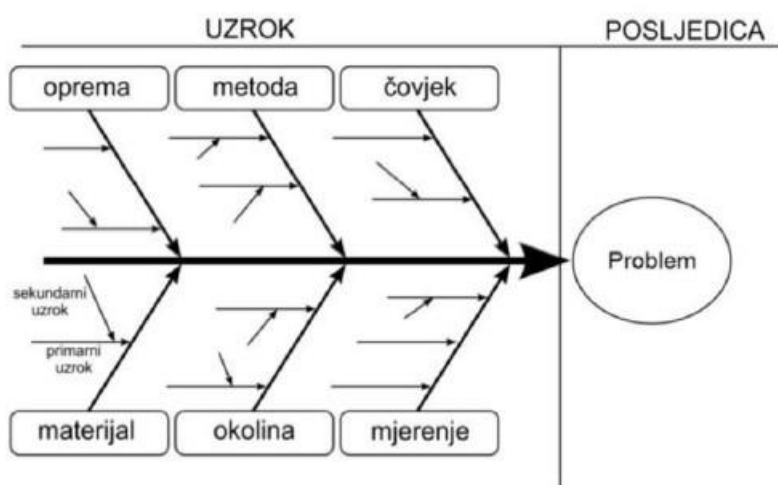 UZROK
POSLJEDICA
oprema
metoda
čovjek
Problem
sekundarni
uzrok
primarni
uzrok
materijal
okolina
mjerenje